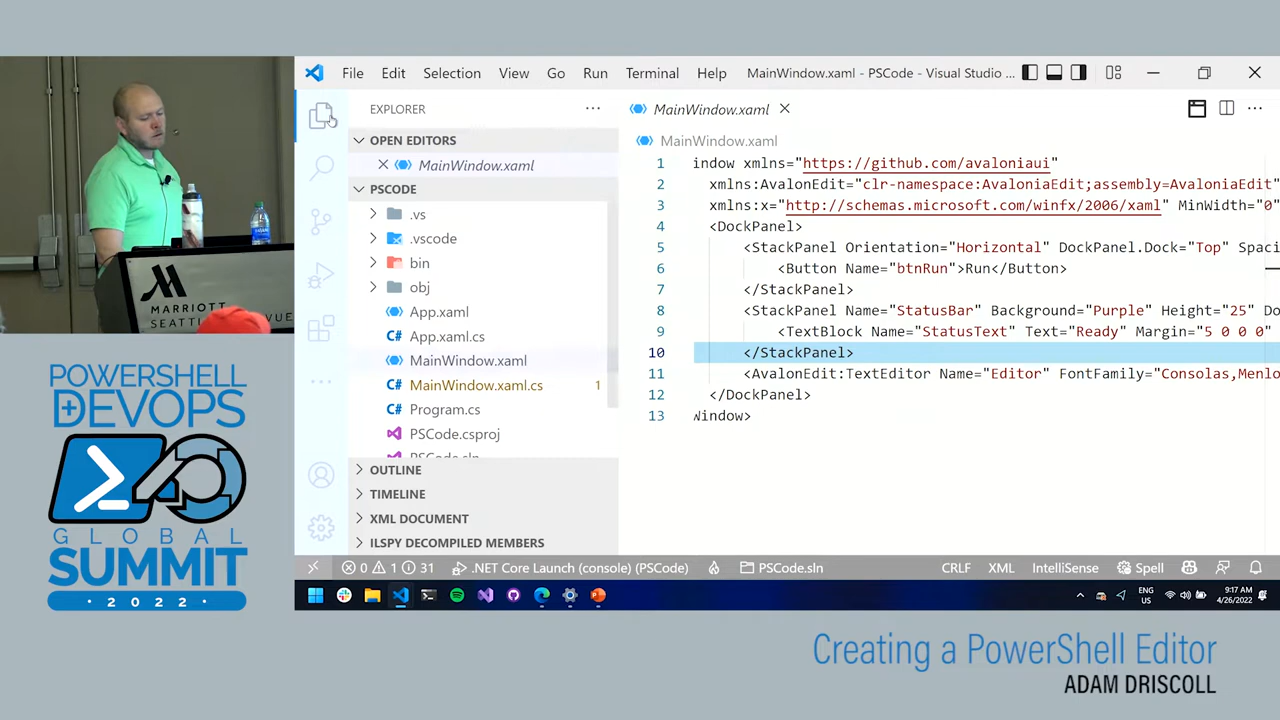 File Edit Selection View Go Run Terminal Help MainWindow.xaml - PSCode - Visual Studio ...
EXPLORER
OPEN EDITORS
MainWindow.xaml
PSCODE
.vs
.vscode
bin
obj
App.xaml
App.xaml.cs
MainWindow.xaml
MainWindow.xaml.cs 1
Program.cs
PSCode.csproj
PSCode.sln
OUTLINE
TIMELINE
XML DOCUMENT
ILSPY DECOMPILED MEMBERS
MainWindow.xaml
MainWindow.xaml
1 indow xmlns="https://github.com/avaloniaui"
2 xmlns:AvalonEdit="clr-namespace:AvaloniaEdit;assembly=AvaloniaEdit"
3 xmlns:x="http://schemas.microsoft.com/winfx/2006/xaml" MinWidth="0"
4 <DockPanel>
5 <StackPanel Orientation="Horizontal" DockPanel.Dock="Top" Spaci
6 <Button Name="btnRun">Run</Button>
7 </StackPanel>
8 <StackPanel Name="StatusBar" Background="Purple" Height="25" Do
9 <TextBlock Name="StatusText" Text="Ready" Margin="5 0 0 0"
10 </StackPanel>
11 <AvalonEdit:TextEditor Name="Editor" FontFamily="Consolas,Menlo
12 </DockPanel>
13 Window>
0 1 31 .NET Core Launch (console) (PSCode) PSCode.sln CRLF XML IntelliSense Spell
ENG
US
9:17 AM
4/26/2022
MARRIOTT
POWERSHELL
+DEVOPS
GLOBAL
SUMMIT
· 2022 ·
Creating a PowerShell Editor
ADAM DRISCOLL